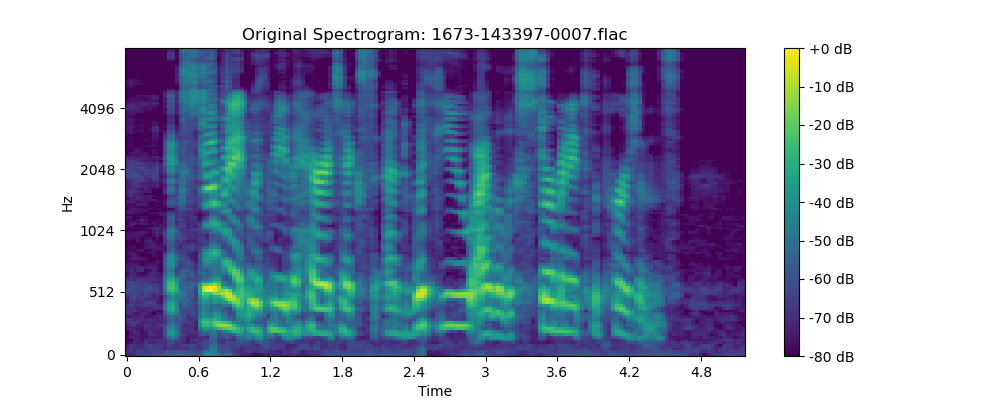 Original Spectrogram: 1673-143397-0007.flac
Hz
4096
2048
1024
512
0
0 0.6 1.2 1.8 2.4 3 3.6 4.2 4.8
Time
+0 dB
-10 dB
-20 dB
-30 dB
-40 dB
-50 dB
-60 dB
-70 dB
-80 dB